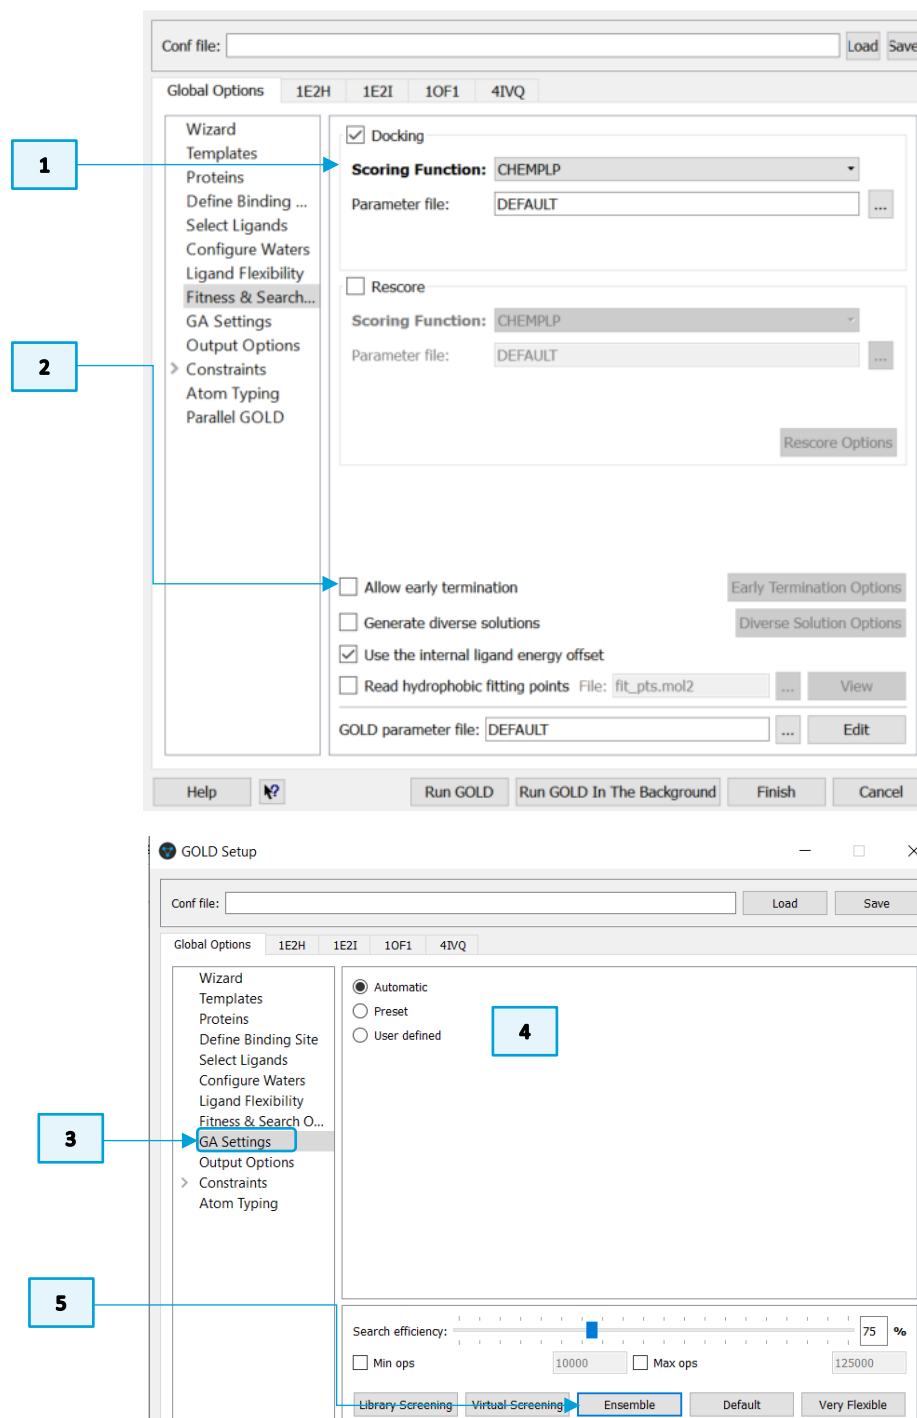 Conf file: Load Save
Global Options 1E2H 1E2I 1OF1 4IVQ
Wizard
Templates
Proteins
Define Binding ...
Select Ligands
Configure Waters
Ligand Flexibility
Fitness & Search...
GA Settings
Output Options
Constraints
Atom Typing
Parallel GOLD
1
2
Docking
Scoring Function: CHEMPLP
Parameter file: DEFAULT ...
Rescore
Scoring Function: CHEMPLP
Parameter file: DEFAULT ...
Rescore Options
Allow early termination Early Termination Options
Generate diverse solutions Diverse Solution Options
Use the internal ligand energy offset
Read hydrophobic fitting points File: fit_pts.mol2 ... View
GOLD parameter file: DEFAULT ... Edit
Help Run GOLD Run GOLD In The Background Finish Cancel
GOLD Setup
Conf file: Load Save
Global Options 1E2H 1E2I 1OF1 4IVQ
Wizard
Templates
Proteins
Define Binding Site
Select Ligands
Configure Waters
Ligand Flexibility
Fitness & Search O...
GA Settings
Output Options
Constraints
Atom Typing
3
Automatic
Preset
User defined
4
5
Search efficiency: 75 %
Min ops 10000 Max ops 125000
Library Screening Virtual Screening Ensemble Default Very Flexible